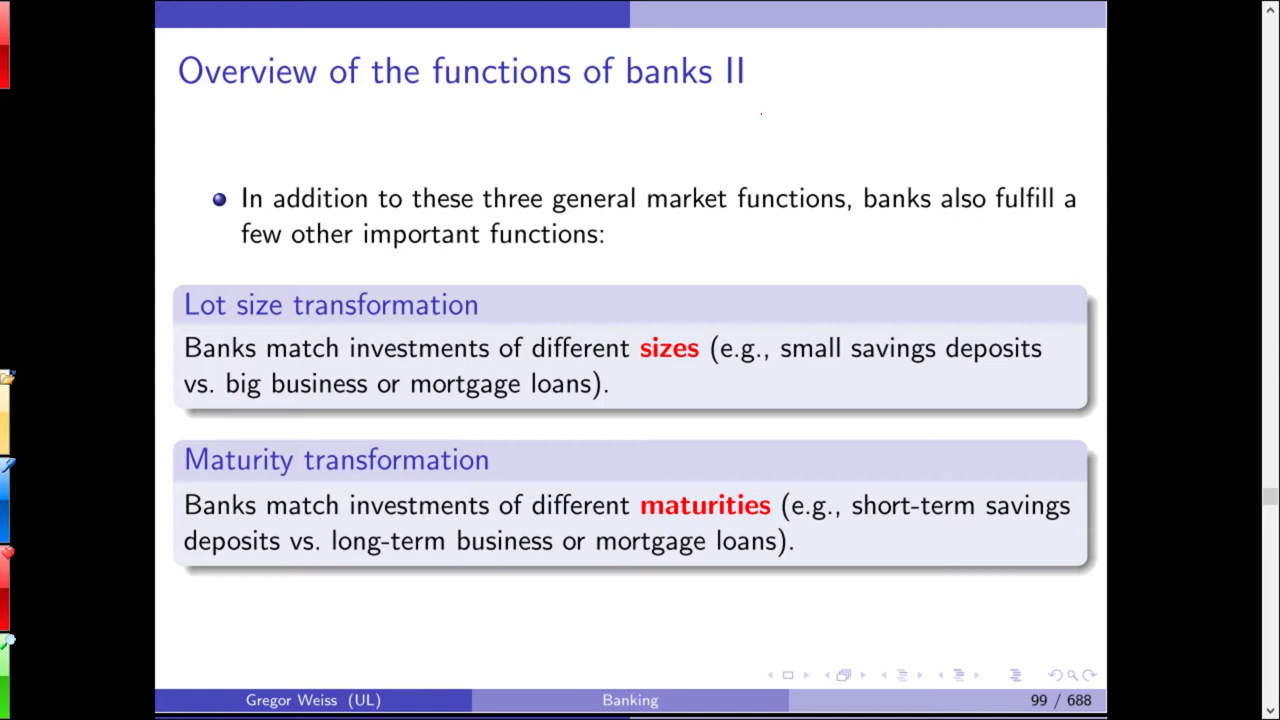 Overview of the functions of banks II
In addition to these three general market functions, banks also fulfill a
few other important functions:
Lot size transformation
Banks match investments of different sizes (e.g., small savings deposits
vs. big business or mortgage loans).
Maturity transformation
Banks match investments of different maturities (e.g., short-term savings
deposits vs. long-term business or mortgage loans).
Gregor Weiss (UL)
Banking
99 / 688